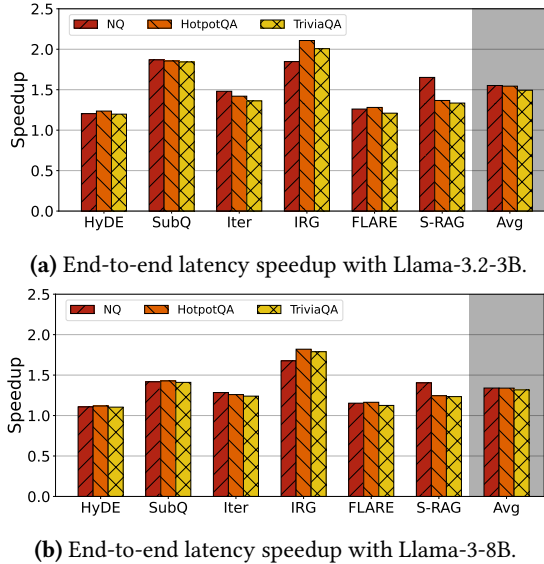 2.5
NQ HotpotQA TriviaQA
2.0
1.5
1.0
0.5
0.0
Speedup
HyDE SubQ Iter IRG FLARE S-RAG Avg
(a) End-to-end latency speedup with Llama-3.2-3B.
2.5
NQ HotpotQA TriviaQA
2.0
1.5
1.0
0.5
0.0
Speedup
HyDE SubQ Iter IRG FLARE S-RAG Avg
(b) End-to-end latency speedup with Llama-3-8B.